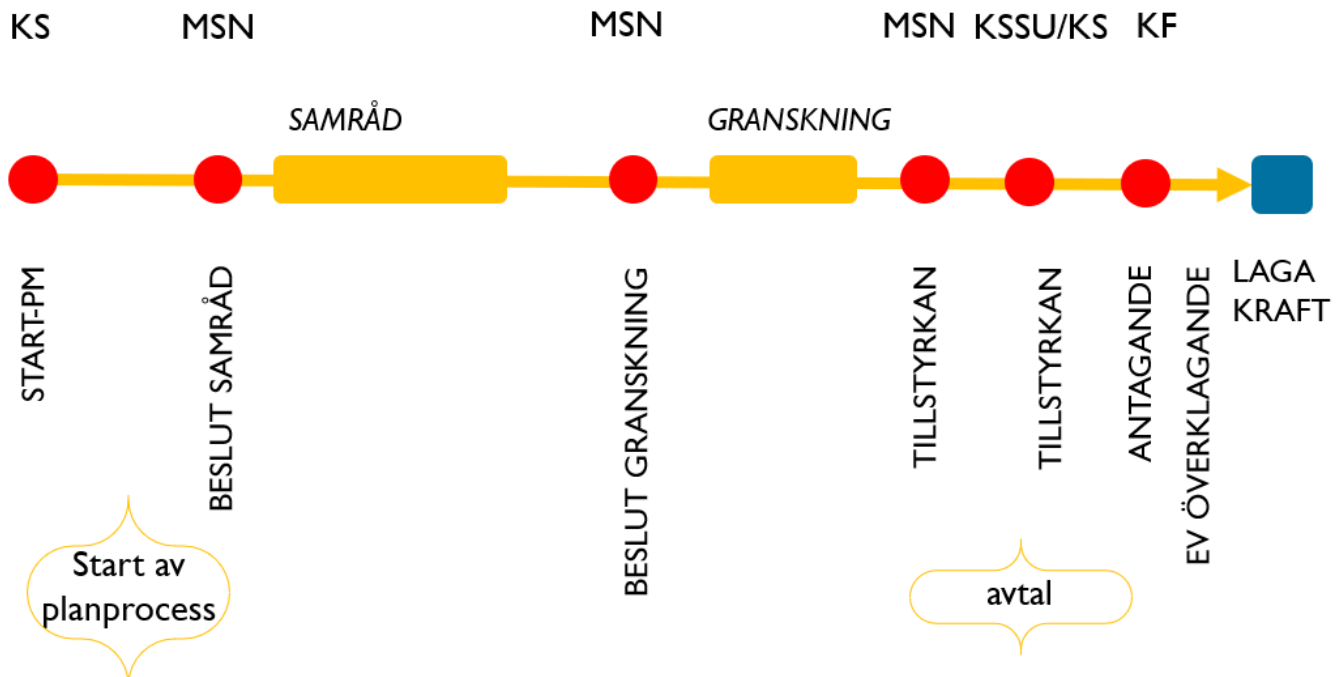 KS
MSN
MSN
MSN
KSSU/KS
KF
SAMRÅD
GRANSKNING
START-PM
BESLUT SAMRÅD
BESLUT GRANSKNING
TILLSTYRKAN
TILLSTYRKAN
ANTAGANDE
EV ÖVERKLAGANDE
LAGA
KRAFT
Start av
planprocess
avtal